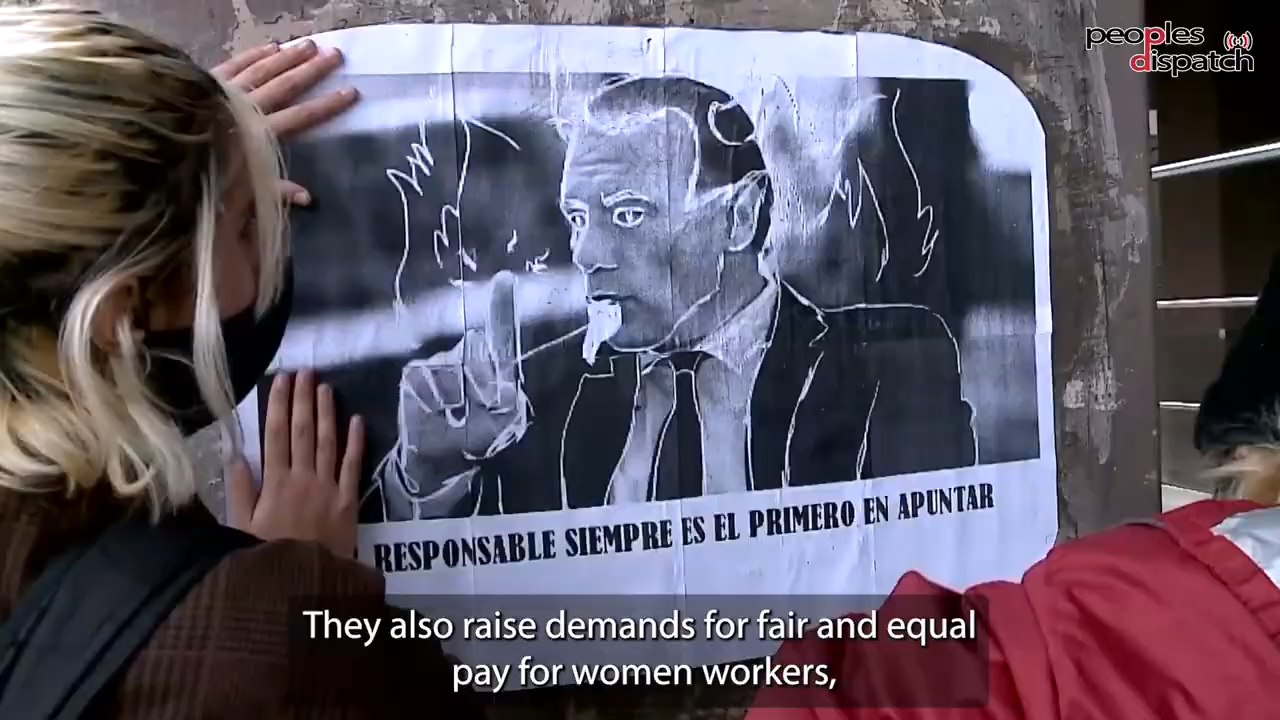 peoples
dispatch
RESPONSABLE SIEMPRE ES EL PRIMERO EN APUNTAR
They also raise demands for fair and equal
pay for women workers,